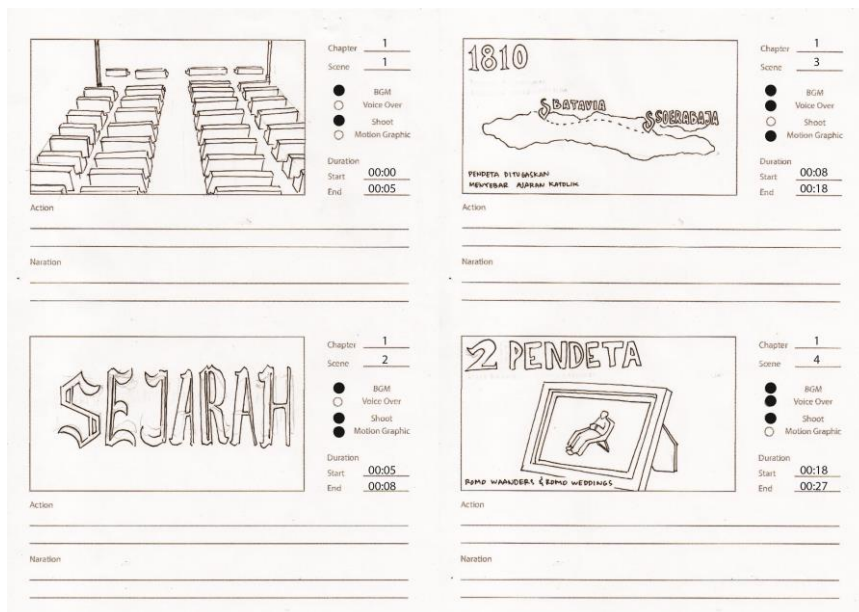 Chapter 1
Scene 1
BGM
Voice Over
Shoot
Motion Graphic
Duration
Start 00:00
End 00:05
Action
Naration
1810
BATAVIA
SOERABAJA
PENDETA DITUGASKAN
MENYEBAR AJARAN KATOLIK
Chapter 1
Scene 3
BGM
Voice Over
Shoot
Motion Graphic
Duration
Start 00:08
End 00:18
Action
Naration
SEJARAH
Chapter 1
Scene 2
BGM
Voice Over
Shoot
Motion Graphic
Duration
Start 00:05
End 00:08
Action
Naration
2 PENDETA
ROMO WAANDERS & ROMO WEDDINGS
Chapter 1
Scene 4
BGM
Voice Over
Shoot
Motion Graphic
Duration
Start 00:18
End 00:27
Action
Naration